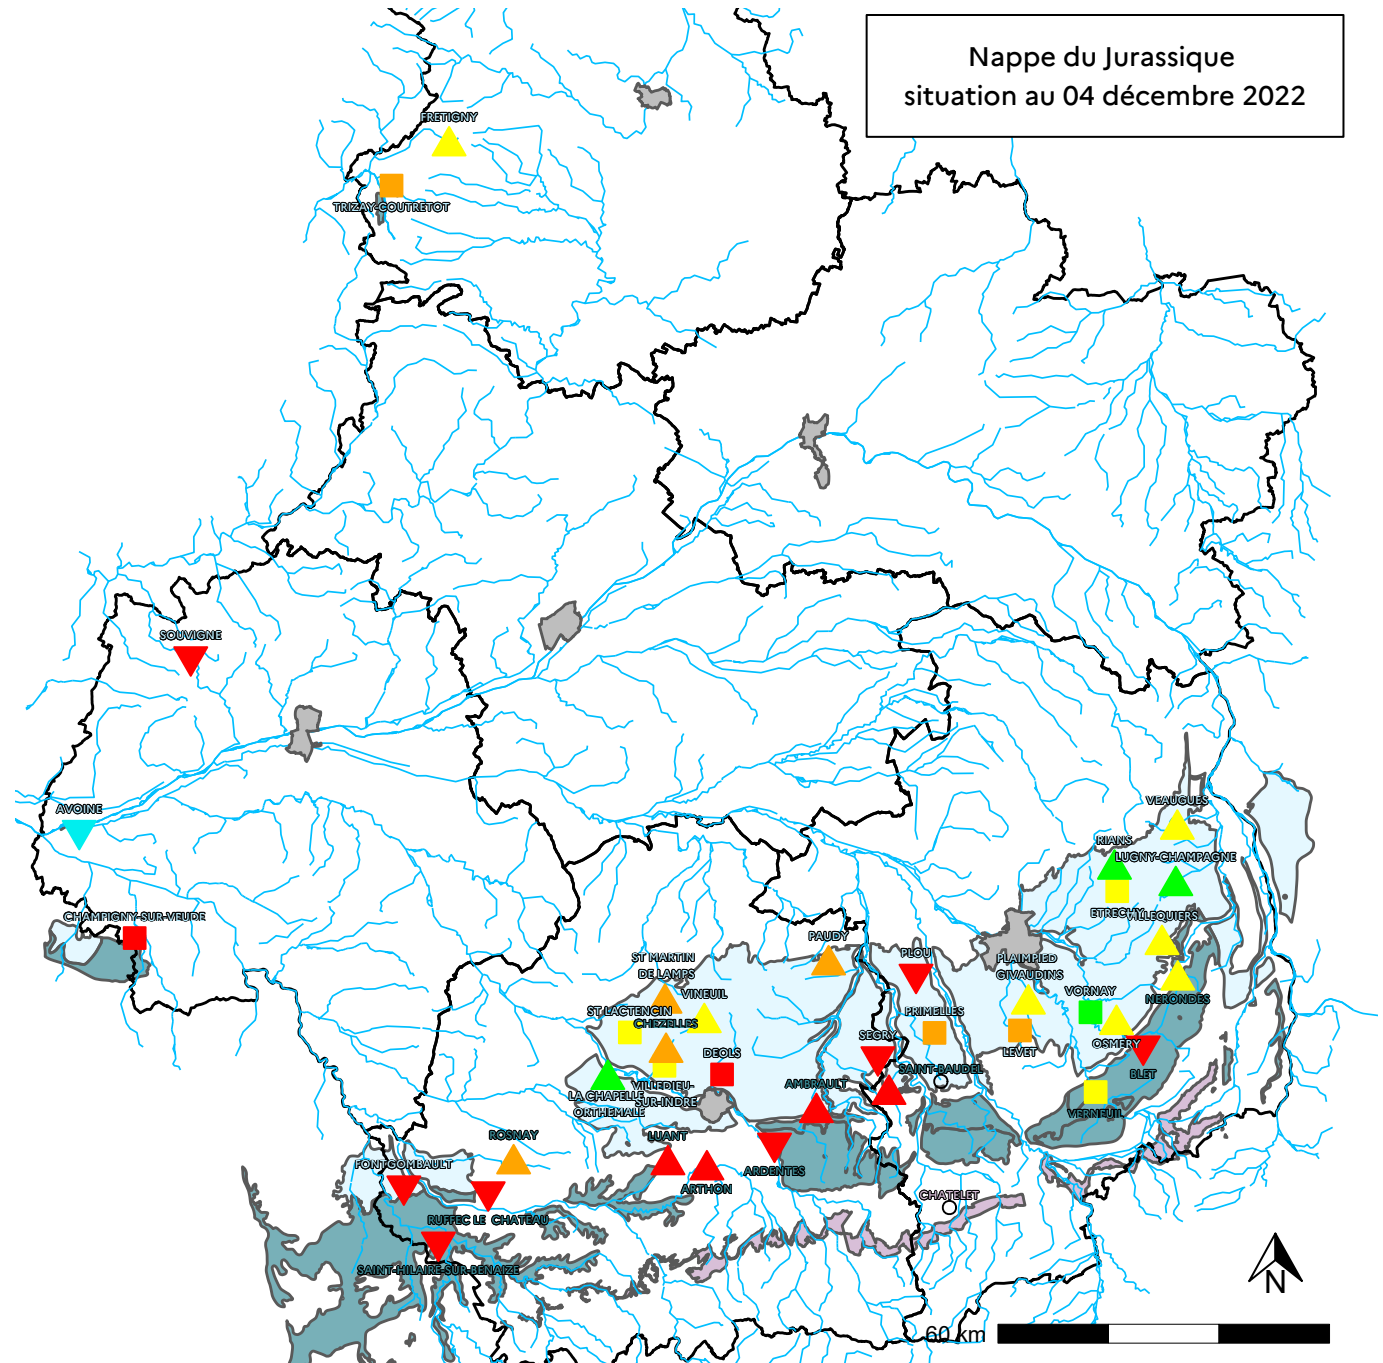 Nappe du Jurassique
situation au 04 décembre 2022
FRETIGNY
TRIZAY-COUTRETOT
SOUVIGNE
AVOINE
CHAMPIGNY-SUR-VEUDE
VEAUGUES
RIANS
LUGNY-CHAMPAGNE
ETRECHY
VILLEQUIERS
PAUDY
PLOU
PLAIMPIED
GIVAUDINS
ST MARTIN
DE LAMPS
VINEUIL
VORNAY
NERONDES
ST LACTENCIN
CHEZELLES
PRIMELLES
SEGRY
LEVET
OSMERY
DEOLS
SAINT-BAUDEL
BLET
AMBRAULT
VILLEDIEU-
SUR-INDRE
LA CHAPELLE
ORTHEMALE
VERNEUIL
ROSNAY
LUANT
FONTGOMBAULT
ARDENTES
ARTHON
CHATELET
RUFFEC LE CHATEAU
SAINT-HILAIRE-SUR-BENAIZE
N
60 km